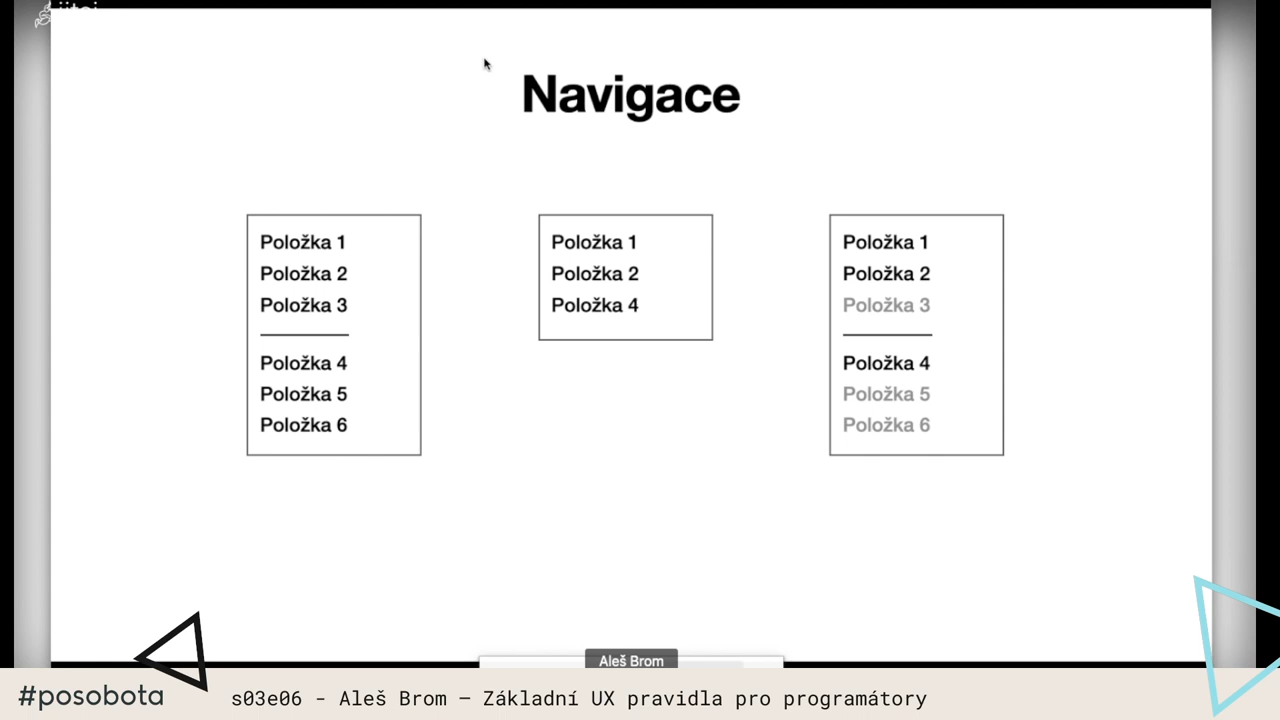 Navigace
Položka 1
Položka 2
Položka 3
Položka 4
Položka 5
Položka 6
Položka 1
Položka 2
Položka 4
Položka 1
Položka 2
Položka 3
Položka 4
Položka 5
Položka 6
Aleš Brom
#posobota
s03e06 - Aleš Brom – Základní UX pravidla pro programátory